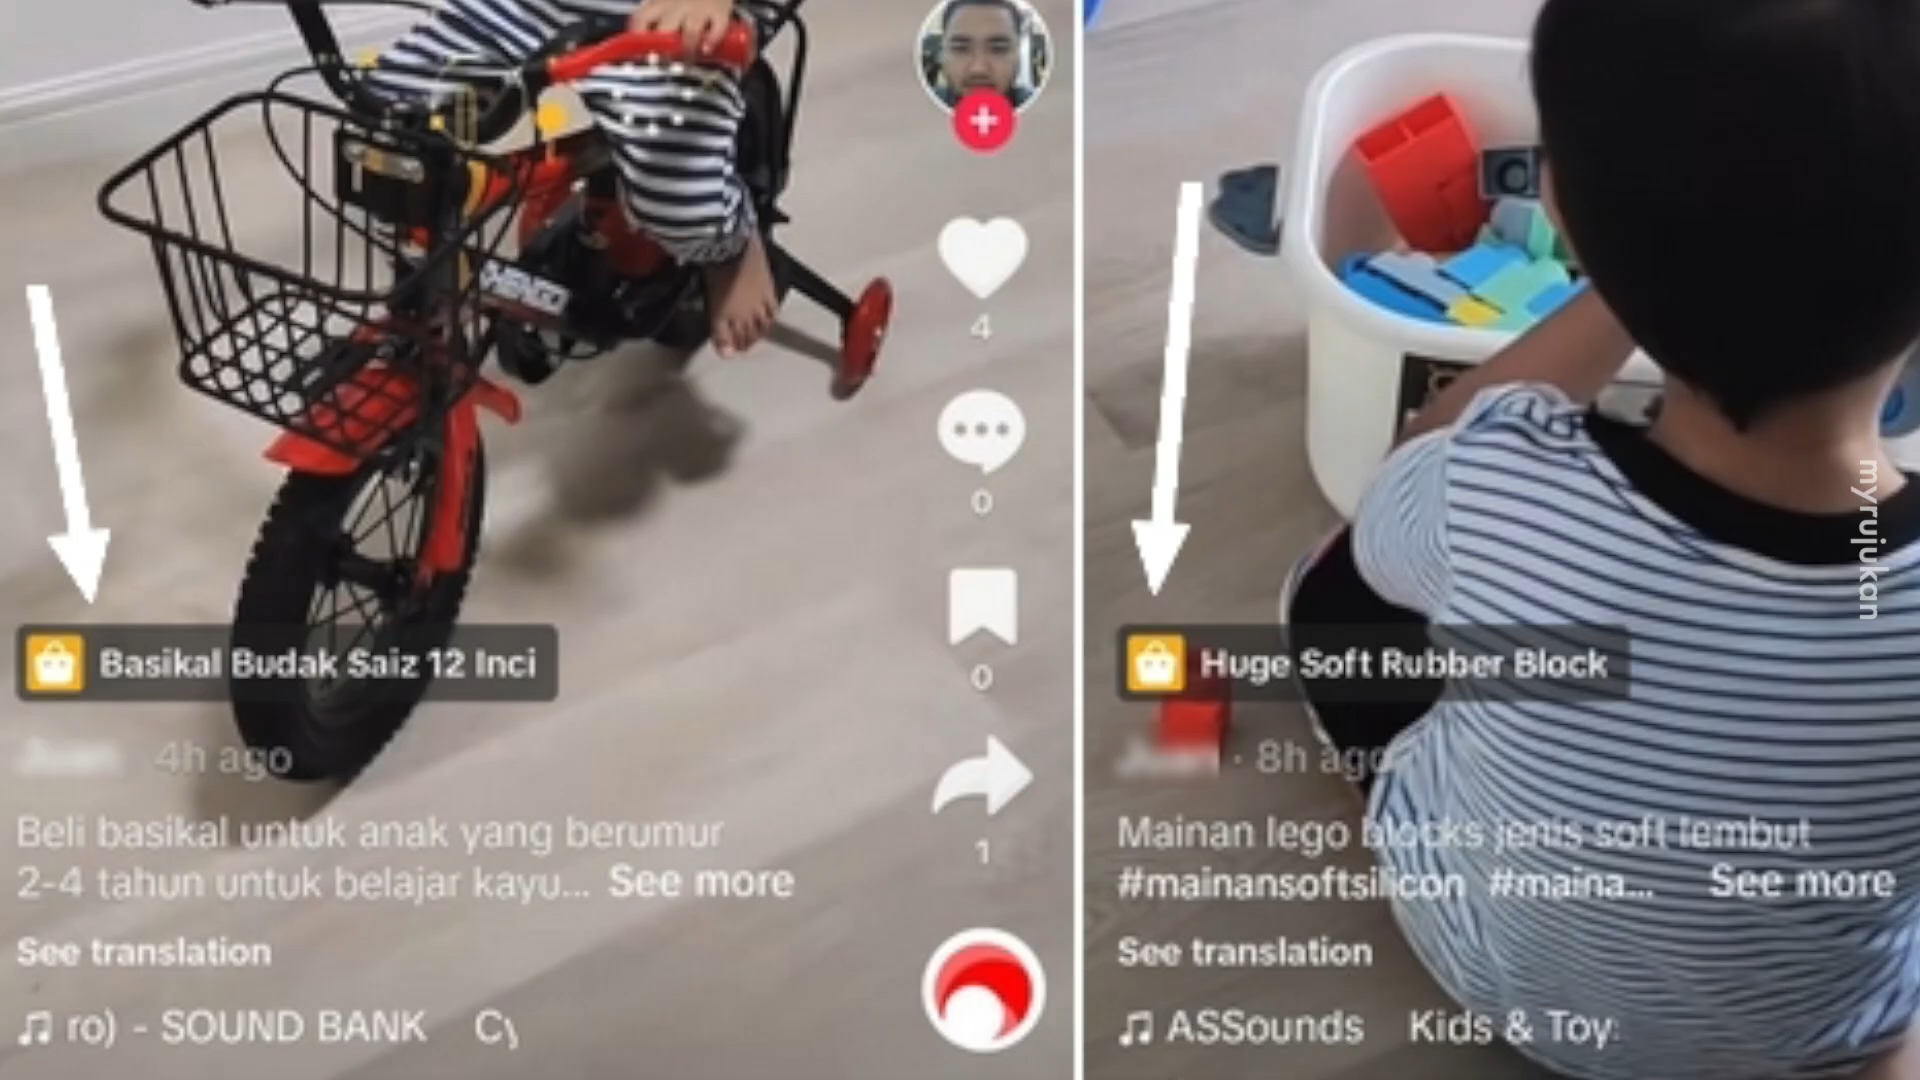 HENGD
4
0
0
1
Basikal Budak Saiz 12 Inci
4h ago
Beli basikal untuk anak yang berumur
2-4 tahun untuk belajar kayu... See more
See translation
ro) - SOUND BANK
Huge Soft Rubber Block
· 8h ago
Mainan lego blocks jenis soft lembut
#mainansoftsilicon #maina... See more
See translation
ASSounds Kids & Toy
myrujukan